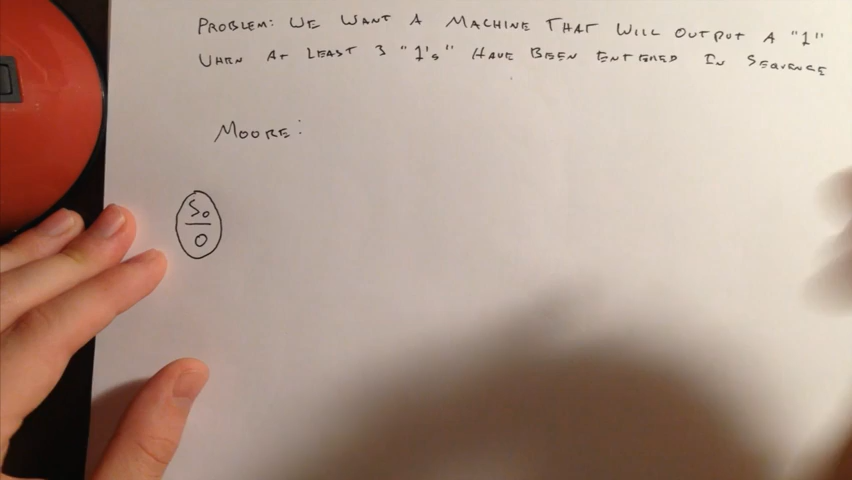 PROBLEM: WE WANT A MACHINE THAT WILL OUTPUT A "1"
WHEN AT LEAST 3 "1's" HAVE BEEN ENTERED IN SEQUENCE
MOORE:
S₀
0